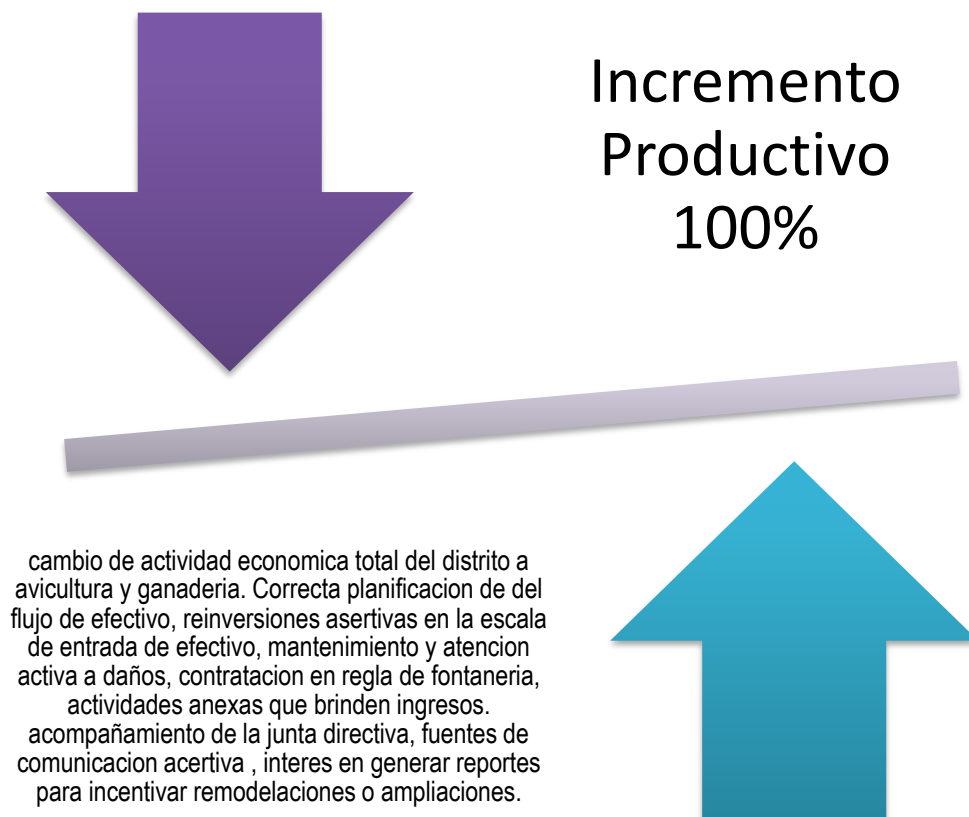 Incremento
Productivo
100%
cambio de actividad economica total del distrito a
avicultura y ganaderia. Correcta planificacion de del
flujo de efectivo, reinversiones asertivas en la escala
de entrada de efectivo, mantenimiento y atencion
activa a daños, contratacion en regla de fontaneria,
actividades anexas que brinden ingresos.
acompañamiento de la junta directiva, fuentes de
comunicacion acertiva , interes en generar reportes
para incentivar remodelaciones o ampliaciones.